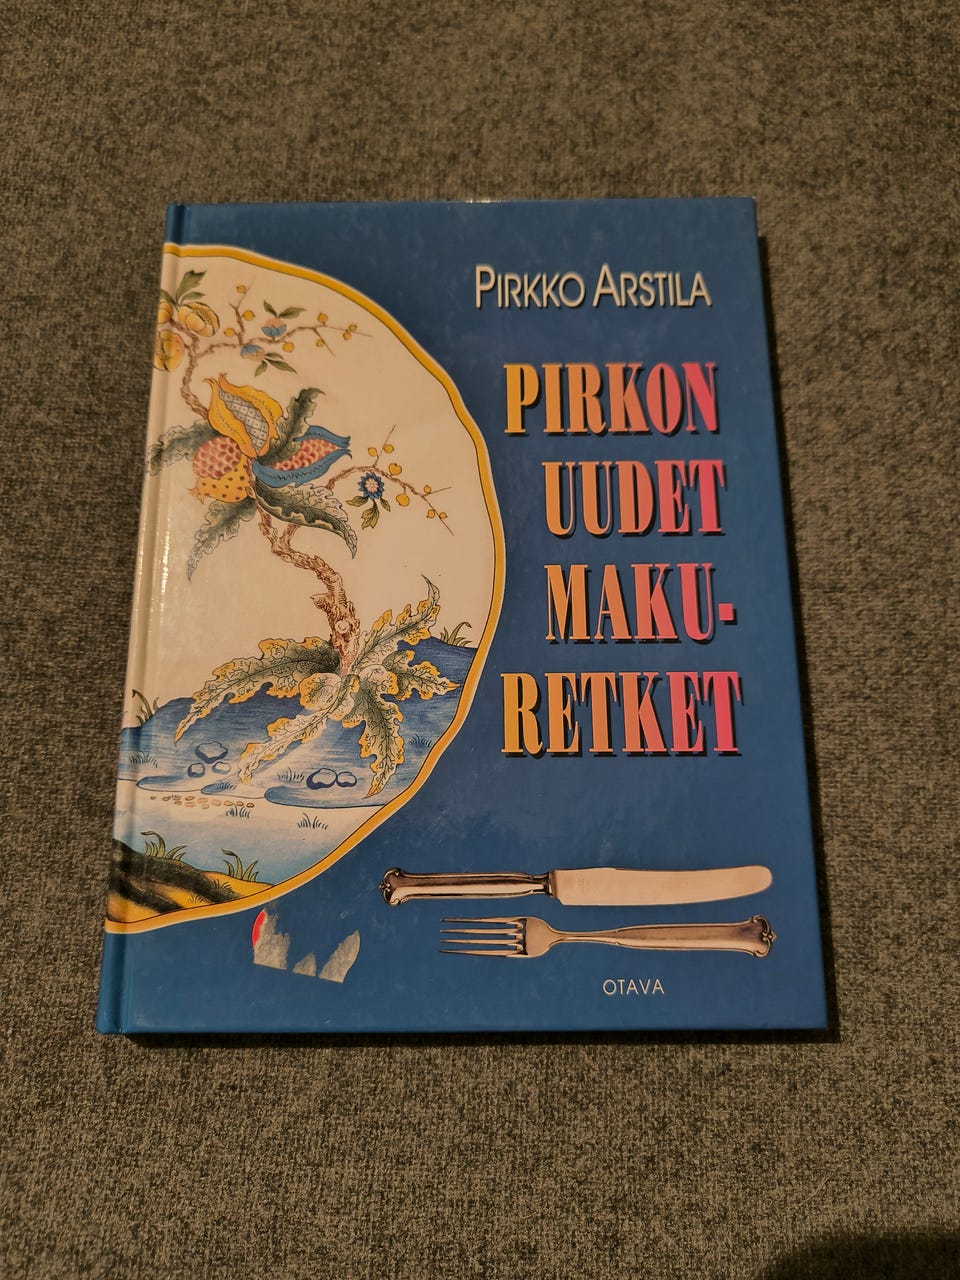 PIRKKO ARSTILA
PIRKON
UUDET
MAKU-
RETKET
OTAVA